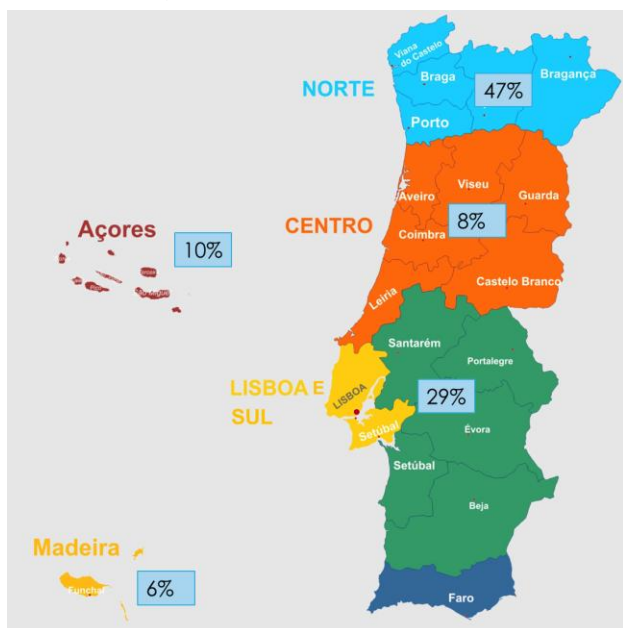 Viana
do Castelo
Braga
Bragança
NORTE
47%
Porto
Aveiro
Viseu
Guarda
CENTRO
8%
Coimbra
Açores
10%
Castelo Branco
Leiria
Santarém
Portalegre
LISBOA E
SUL
LISBOA
29%
Setúbal
Évora
Setúbal
Beja
Madeira
Funchal
6%
Faro